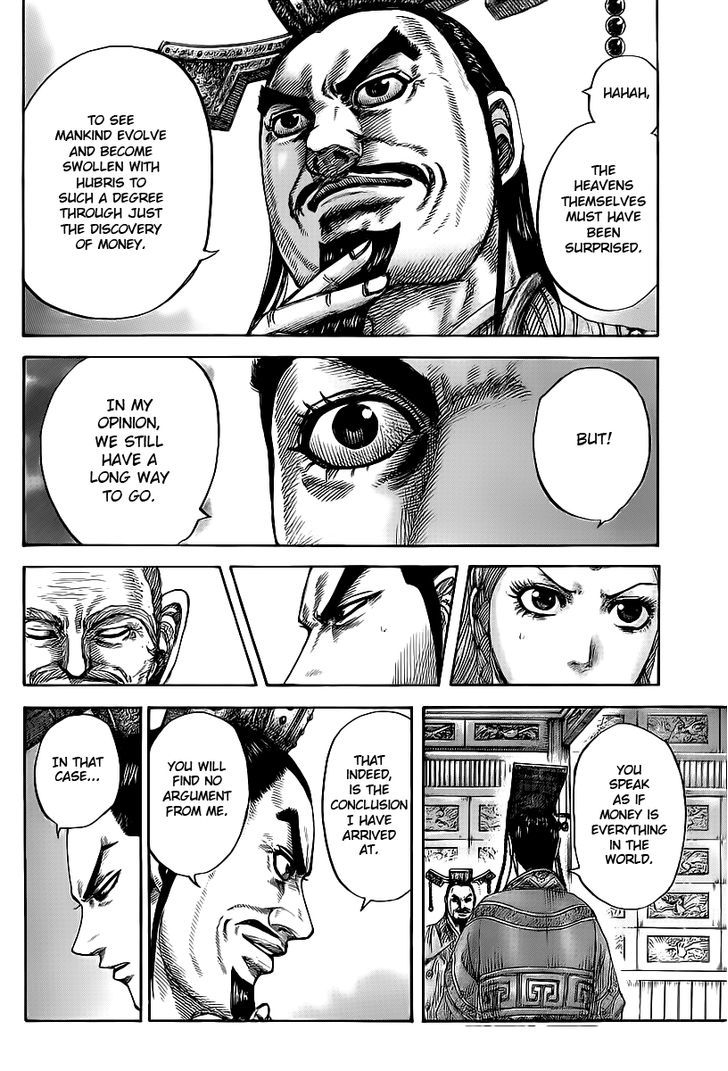 HAHAH,
THE
HEAVENS
THEMSELVES
MUST HAVE
BEEN
SURPRISED.
TO SEE
MANKIND EVOLVE
AND BECOME
SWOLLEN WITH
HUBRIS TO
SUCH A DEGREE
THROUGH JUST
THE DISCOVERY
OF MONEY.
BUT!
IN MY
OPINION,
WE STILL
HAVE A
LONG WAY
TO GO.
YOU
SPEAK
AS IF
MONEY IS
EVERYTHING
IN THE
WORLD.
THAT
INDEED,
IS THE
CONCLUSION
I HAVE
ARRIVED
AT.
YOU WILL
FIND NO
ARGUMENT
FROM ME.
IN THAT
CASE...